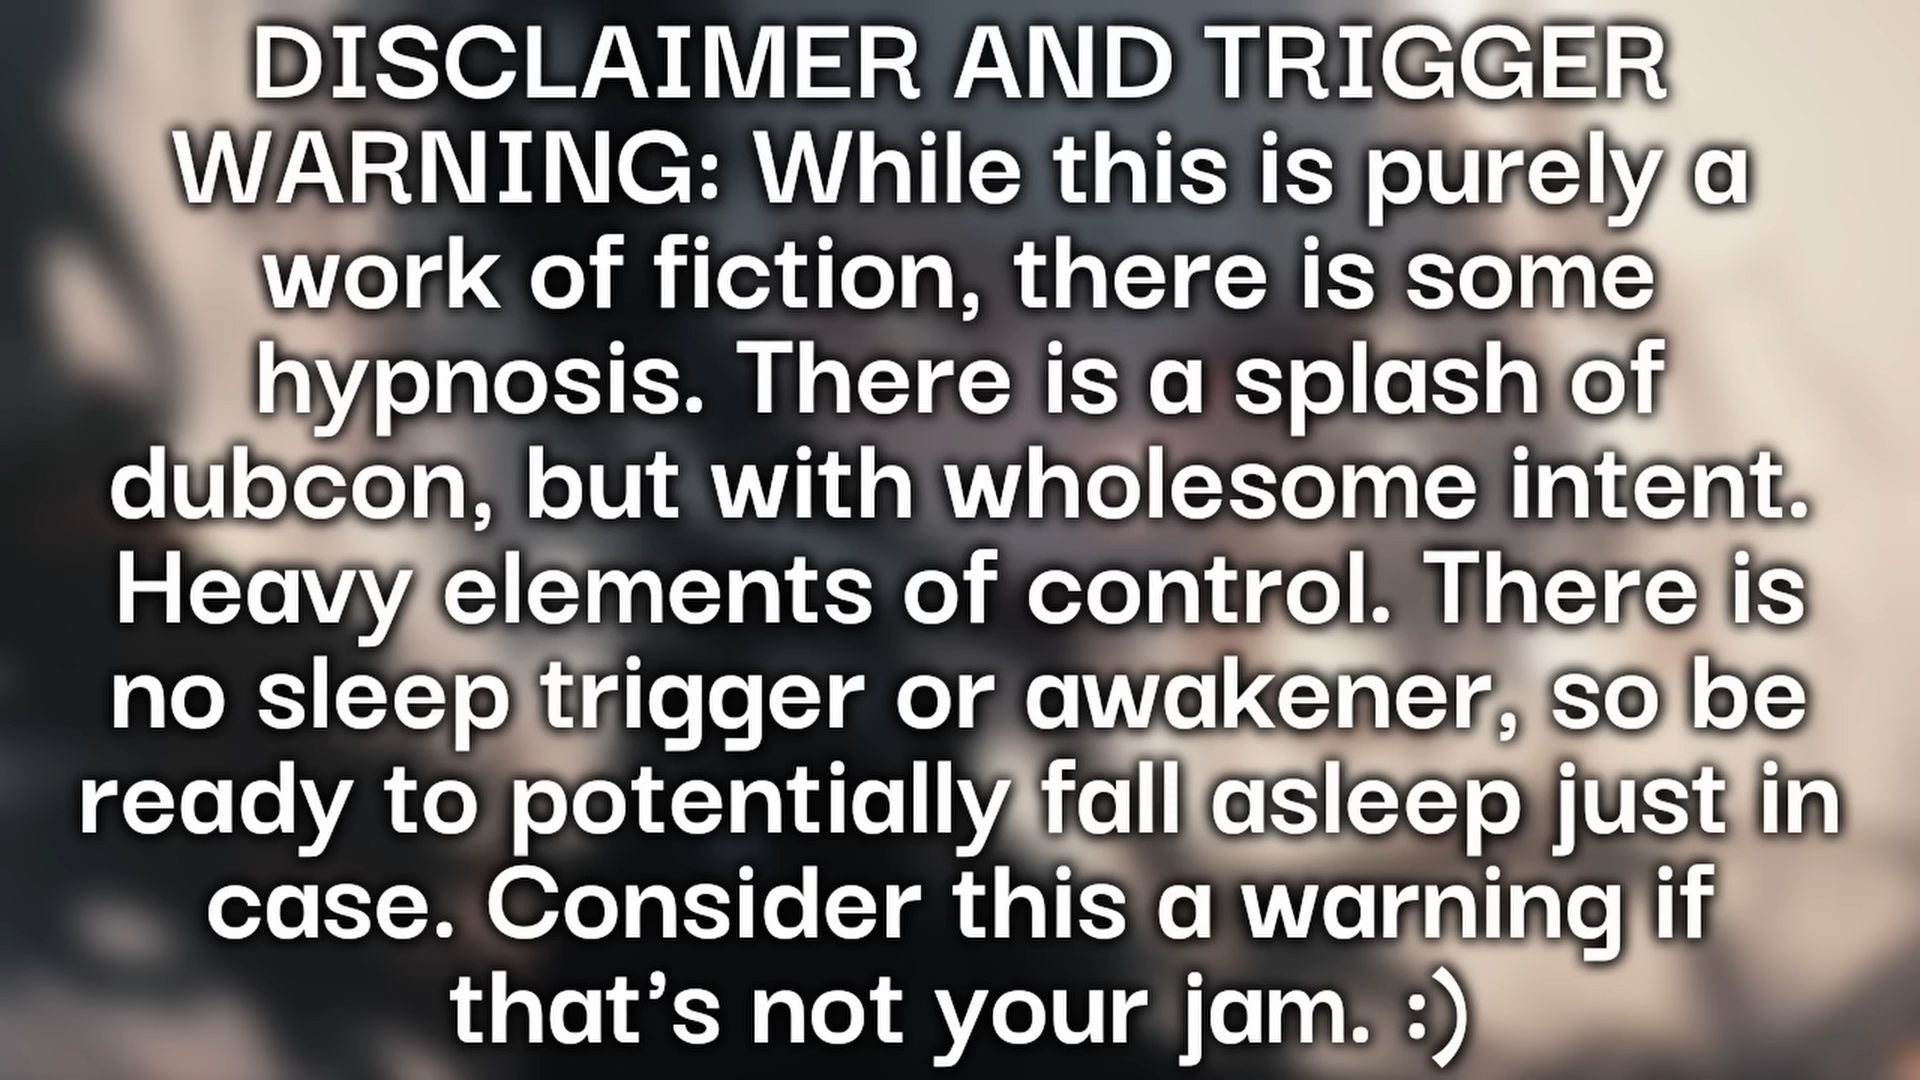 DISCLAIMER AND TRIGGER
WARNING: While this is purely a
work of fiction, there is some
hypnosis. There is a splash of
dubcon, but with wholesome intent.
Heavy elements of control. There is
no sleep trigger or awakener, so be
ready to potentially fall asleep just in
case. Consider this a warning if
that’s not your jam. :)